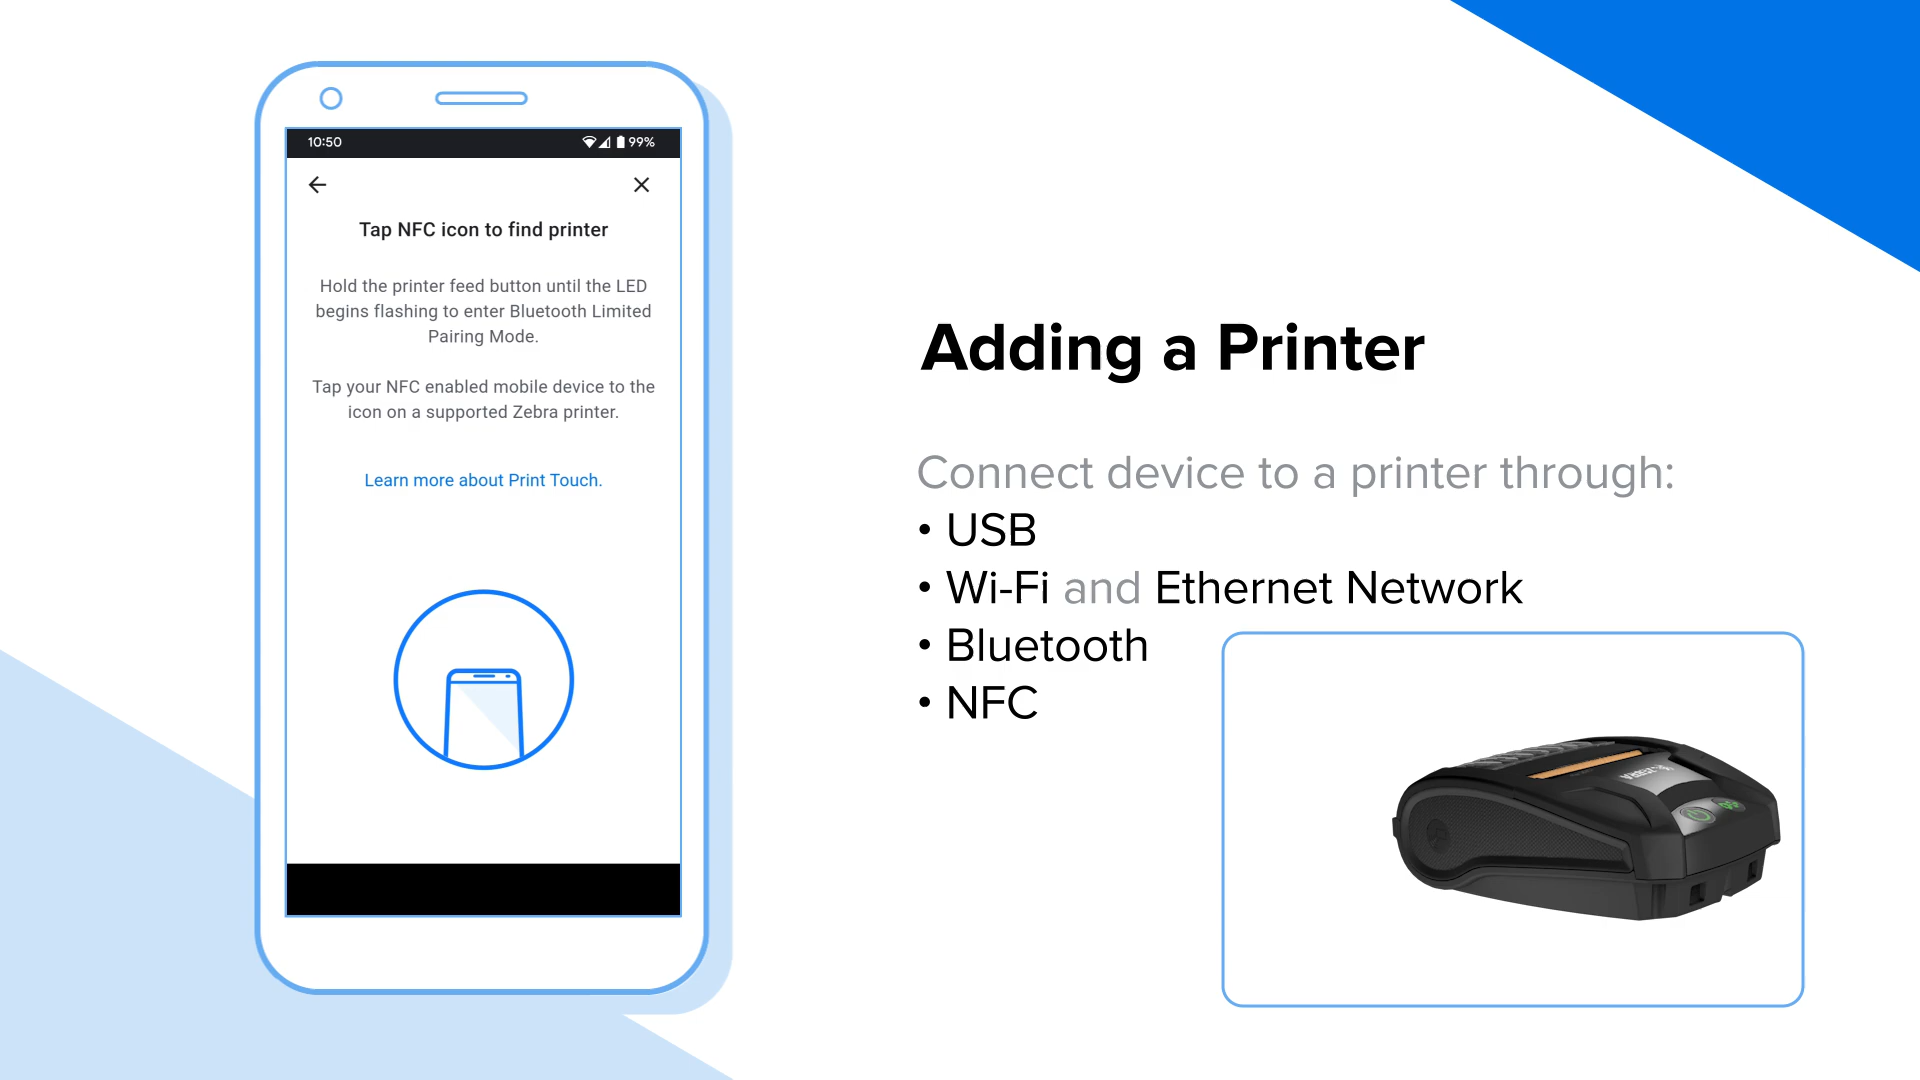 10:50
99%
Tap NFC icon to find printer
Hold the printer feed button until the LED
begins flashing to enter Bluetooth Limited
Pairing Mode.
Tap your NFC enabled mobile device to the
icon on a supported Zebra printer.
Learn more about Print Touch.
Adding a Printer
Connect device to a printer through:
• USB
• Wi-Fi and Ethernet Network
• Bluetooth
• NFC